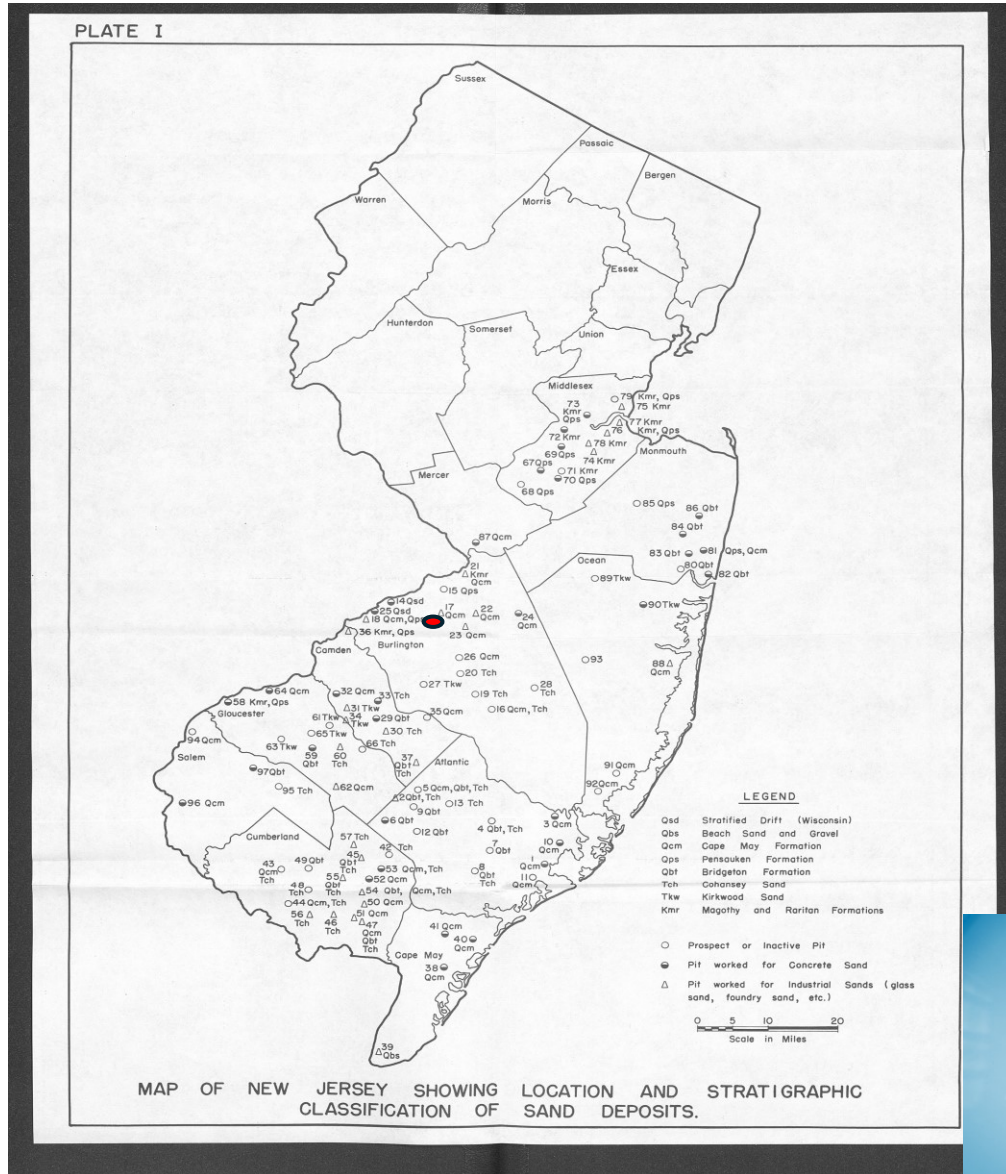 PLATE I
Sussex
Passaic
Bergen
Warren
Morris
Essex
Hunterdon
Somerset
Union
Middlesex
79 Kmr, Qps
75 Kmr
73
Kmr
Qps
77 Kmr
Kmr, Qps
76
72 Kmr
78 Kmr
74 Kmr
69 Qps
Monmouth
67 Qps
71 Kmr
70 Qps
68 Qps
Mercer
85 Qps
86 Qbt
84 Qbt
87 Qcm
83 Qbt
81 Qps, Qcm
80 Qbt
82 Qbt
Ocean
89 Tkw
21
Kmr
Qcm
15 Qps
14 Qsd
25 Qsd
18 Qcm, Qps
17
Qcm
22
Qcm
24
Qcm
90 Tkw
36 Kmr, Qps
23 Qcm
Burlington
Camden
26 Qcm
93
88
Qcm
20 Tch
27 Tkw
28
Tch
19 Tch
16 Qcm, Tch
64 Qcm
58 Kmr, Qps
32 Qcm
33 Tch
31 Tkw
34
Tkw
29 Qbt
35 Qcm
30 Tch
Gloucester
61 Tkw
65 Tkw
94 Qcm
63 Tkw
59
Qbt
60
Tch
66 Tch
Salem
37
Qbt
Tch
Atlantic
97 Qbt
95 Tch
62 Qcm
96 Qcm
91 Qcm
92 Qcm
5 Qcm, Qbt, Tch
2 Qbt, Tch
9 Qbt
13 Tch
6 Qbt
12 Qbt
4 Qbt, Tch
3 Qcm
7
Qbt
10
Qcm
1
Qcm
11
Qcm
8
Qbt
Tch
Cumberland
57 Tch
42
Tch
45
Qbt
Tch
43
Qcm
Tch
49 Qbt
53 Qcm, Tch
52 Qcm
55
Qbt
Tch
48
Tch
54 Qbt, Qcm, Tch
44 Qcm, Tch
50 Qcm
56
Tch
46
Tch
51 Qcm
47
Qcm
Qbt
Tch
41 Qcm
40
Qcm
Cape May
38
Qcm
39
Qbs
LEGEND
Qsd Stratified Drift (Wisconsin)
Qbs Beach Sand and Gravel
Qcm Cape May Formation
Qps Pensauken Formation
Qbt Bridgeton Formation
Tch Cohansey Sand
Tkw Kirkwood Sand
Kmr Magothy and Raritan Formations
Prospect or Inactive Pit
Pit worked for Concrete Sand
Pit worked for Industrial Sands (glass
sand, foundry sand, etc.)
0 5 10 20
Scale in Miles
MAP OF NEW JERSEY SHOWING LOCATION AND STRATIGRAPHIC
CLASSIFICATION OF SAND DEPOSITS.